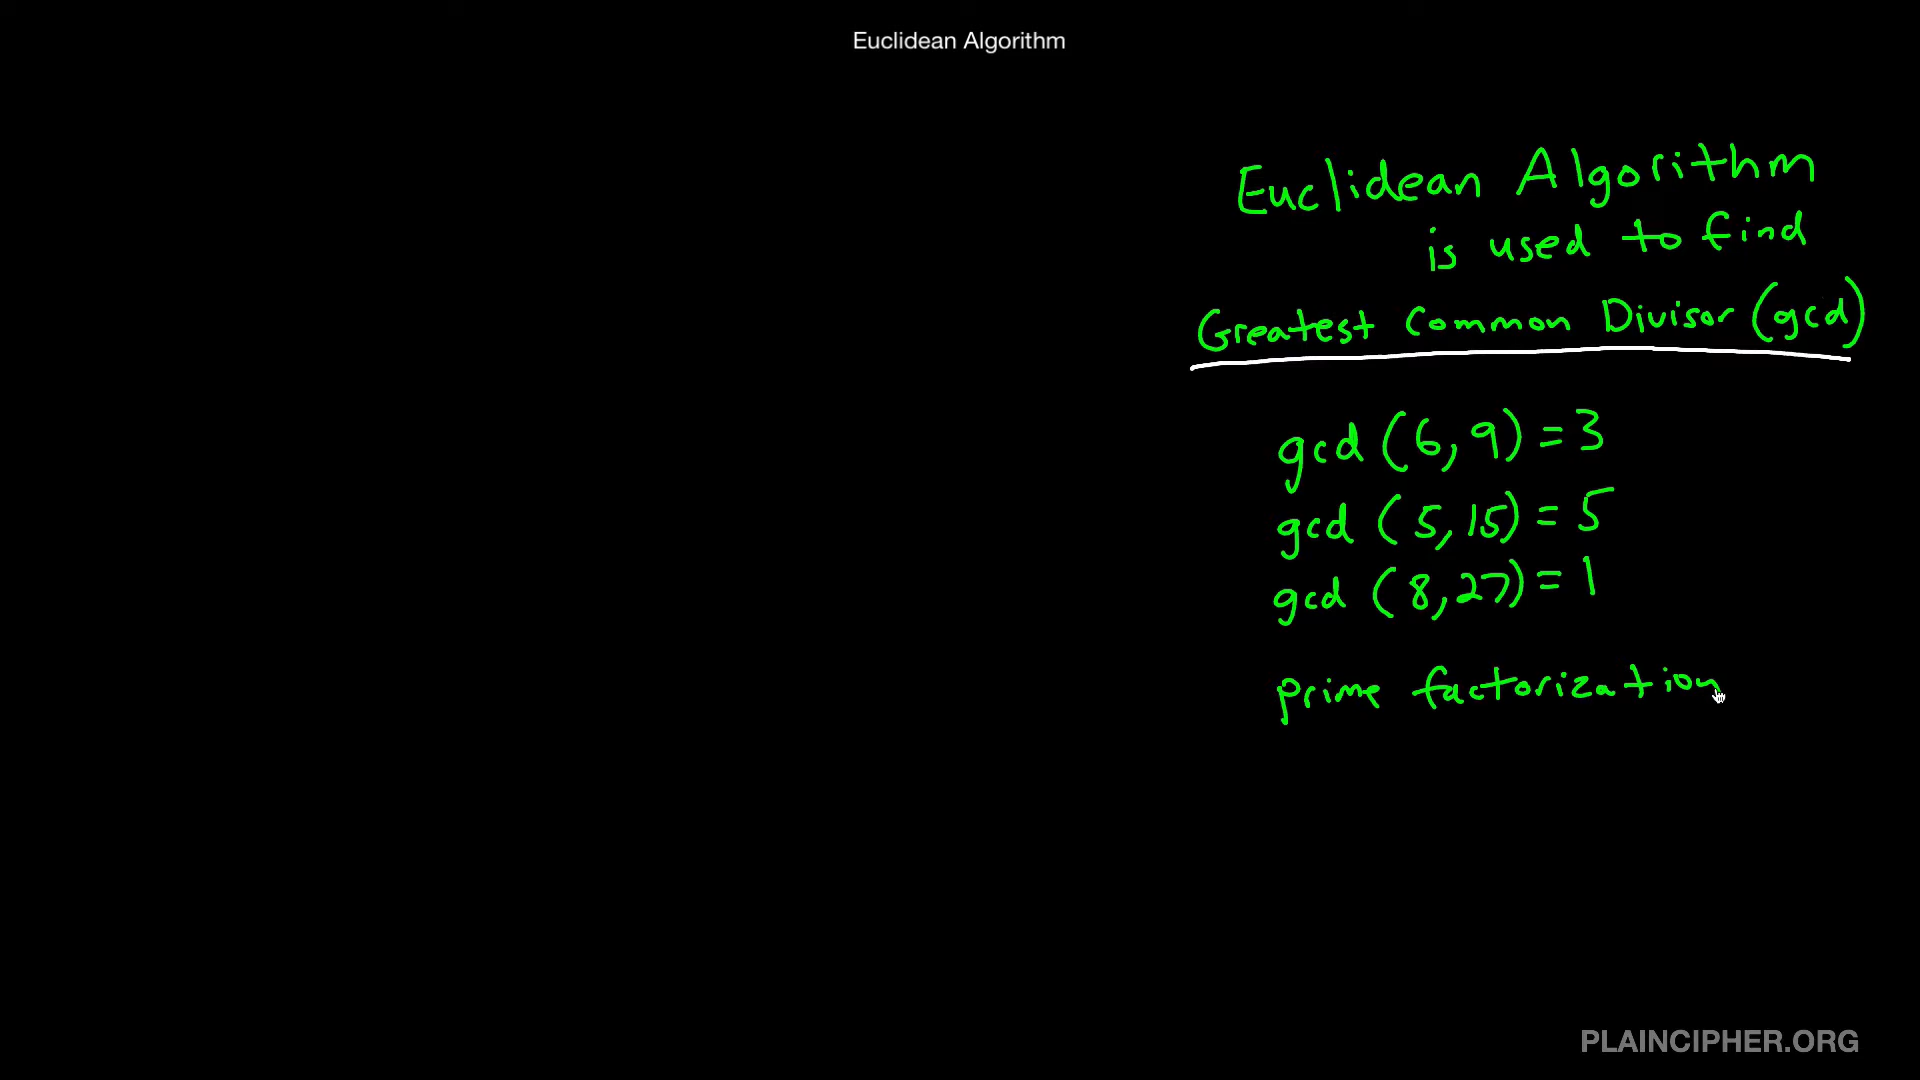 Euclidean Algorithm
Euclidean Algorithm
is used to find
Greatest Common Divisor (gcd)
gcd (6,9) = 3
gcd (5,15) = 5
gcd (8,27) = 1
prime factorization
PLAINCIPHER.ORG